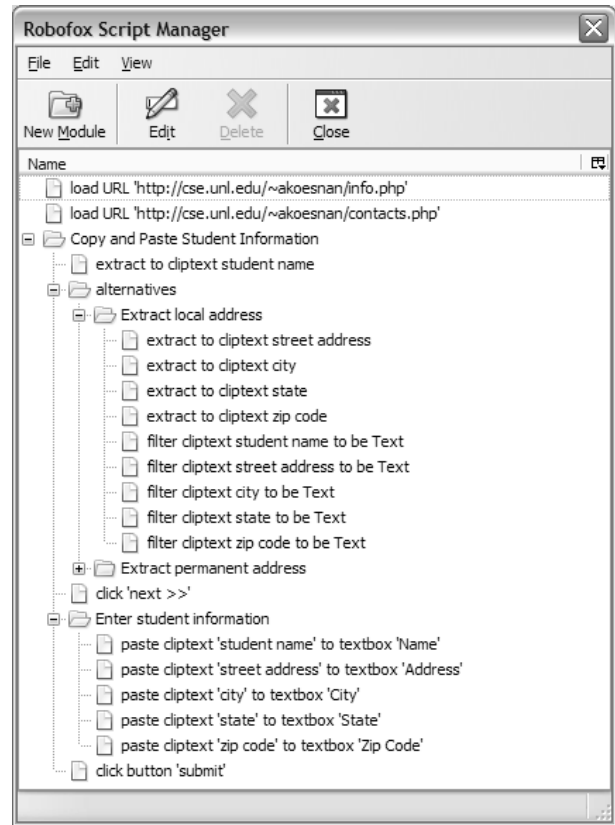 Robofox Script Manager
File Edit View
New Module Edit Delete Close
Name
load URL 'http://cse.unl.edu/~akoesnan/info.php'
load URL 'http://cse.unl.edu/~akoesnan/contacts.php'
Copy and Paste Student Information
extract to cliptext student name
alternatives
Extract local address
extract to cliptext street address
extract to cliptext city
extract to cliptext state
extract to cliptext zip code
filter cliptext student name to be Text
filter cliptext street address to be Text
filter cliptext city to be Text
filter cliptext state to be Text
filter cliptext zip code to be Text
Extract permanent address
click 'next >>'
Enter student information
paste cliptext 'student name' to textbox 'Name'
paste cliptext 'street address' to textbox 'Address'
paste cliptext 'city' to textbox 'City'
paste cliptext 'state' to textbox 'State'
paste cliptext 'zip code' to textbox 'Zip Code'
click button 'submit'